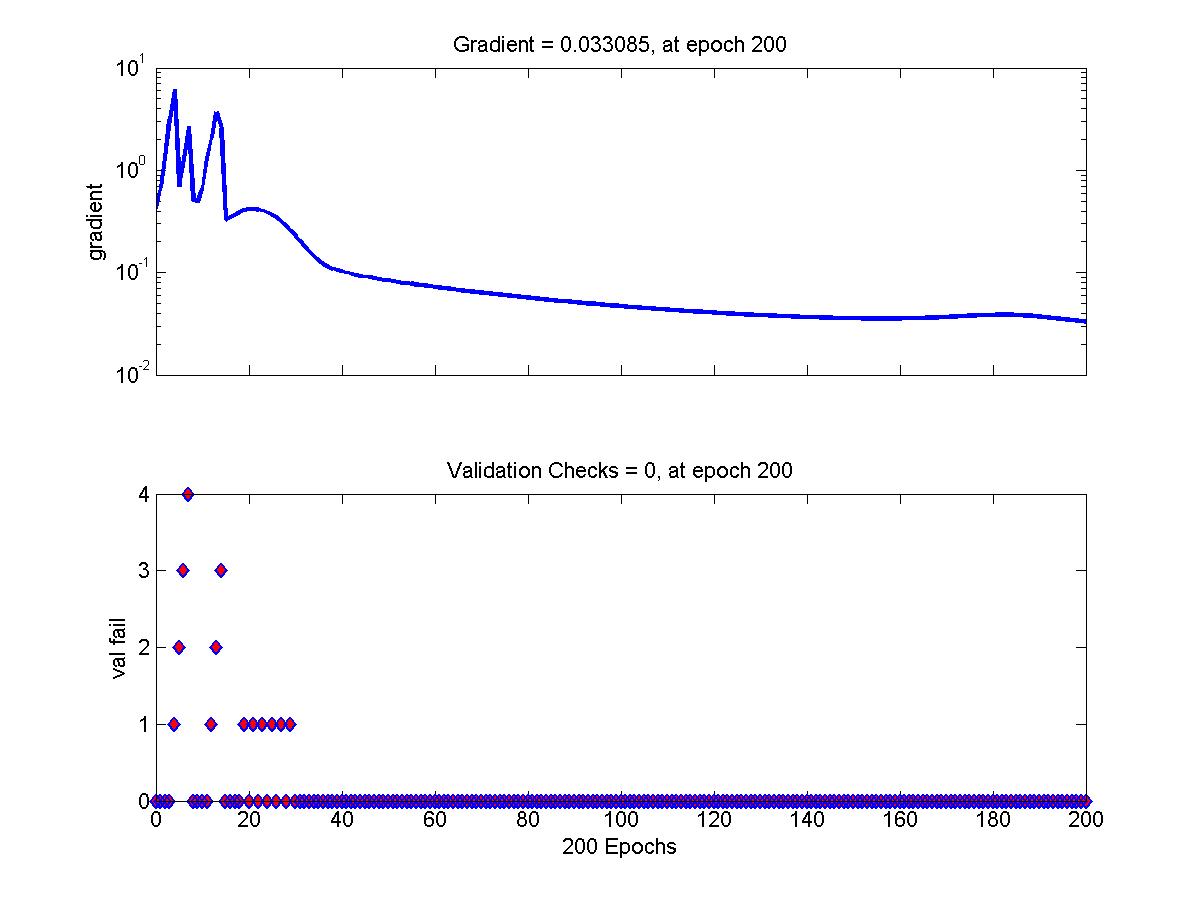 Gradient = 0.033085, at epoch 200
10^1
10^0
10^-1
10^-2
gradient
Validation Checks = 0, at epoch 200
4
3
2
1
0
val fail
0 20 40 60 80 100 120 140 160 180 200
200 Epochs